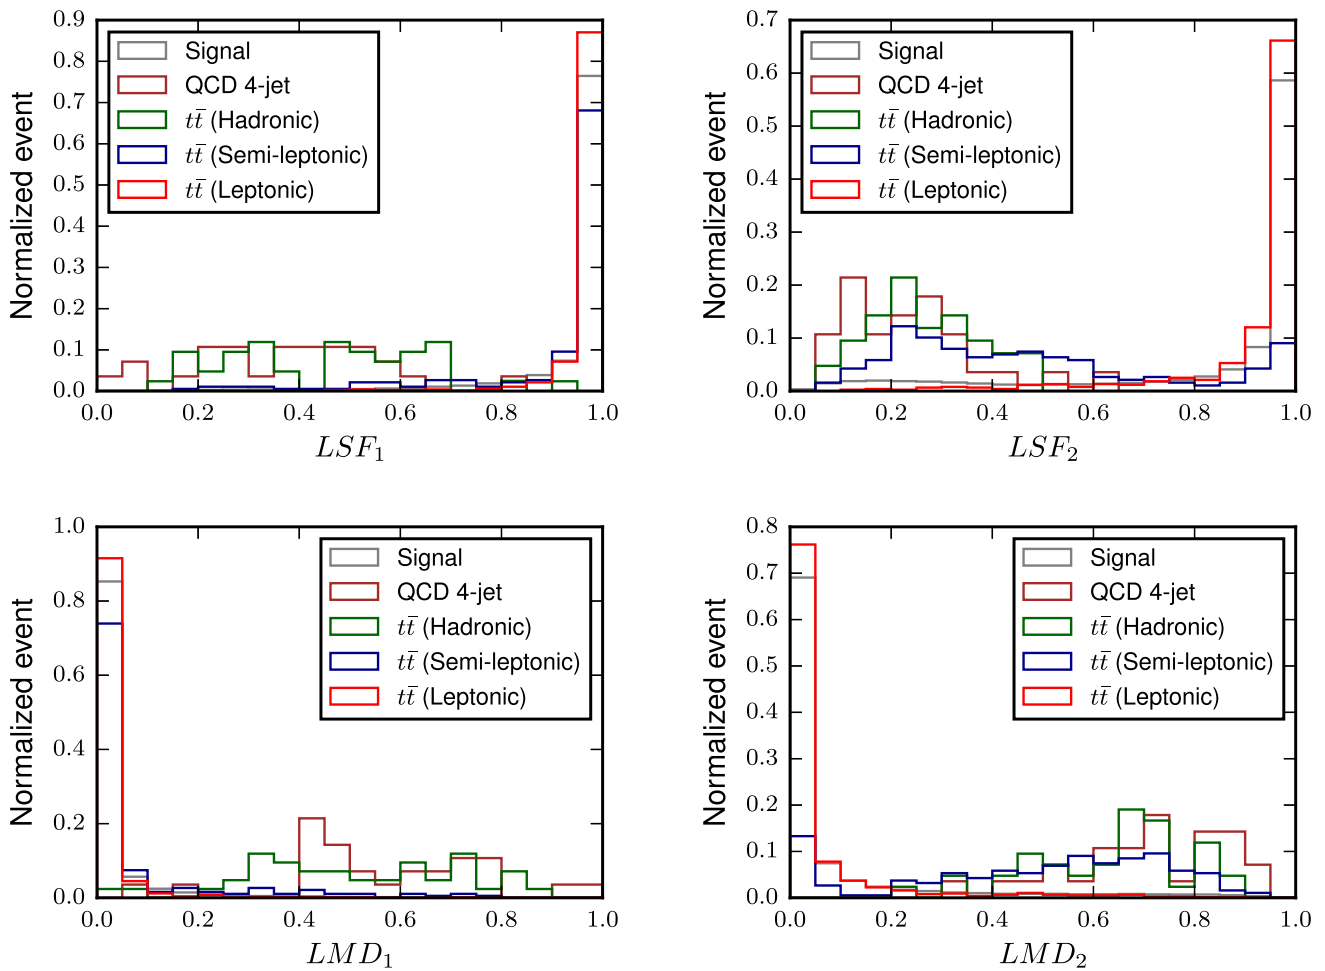 0.9
0.8
0.7
0.6
0.5
0.4
0.3
0.2
0.1
0.0
Normalized event
Signal
QCD 4-jet
tt̄ (Hadronic)
tt̄ (Semi-leptonic)
tt̄ (Leptonic)
0.0 0.2 0.4 0.6 0.8 1.0
LSF₁
0.7
0.6
0.5
0.4
0.3
0.2
0.1
0.0
Normalized event
Signal
QCD 4-jet
tt̄ (Hadronic)
tt̄ (Semi-leptonic)
tt̄ (Leptonic)
0.0 0.2 0.4 0.6 0.8 1.0
LSF₂
1.0
0.8
0.6
0.4
0.2
0.0
Normalized event
Signal
QCD 4-jet
tt̄ (Hadronic)
tt̄ (Semi-leptonic)
tt̄ (Leptonic)
0.0 0.2 0.4 0.6 0.8 1.0
LMD₁
0.8
0.7
0.6
0.5
0.4
0.3
0.2
0.1
0.0
Normalized event
Signal
QCD 4-jet
tt̄ (Hadronic)
tt̄ (Semi-leptonic)
tt̄ (Leptonic)
0.0 0.2 0.4 0.6 0.8 1.0
LMD₂